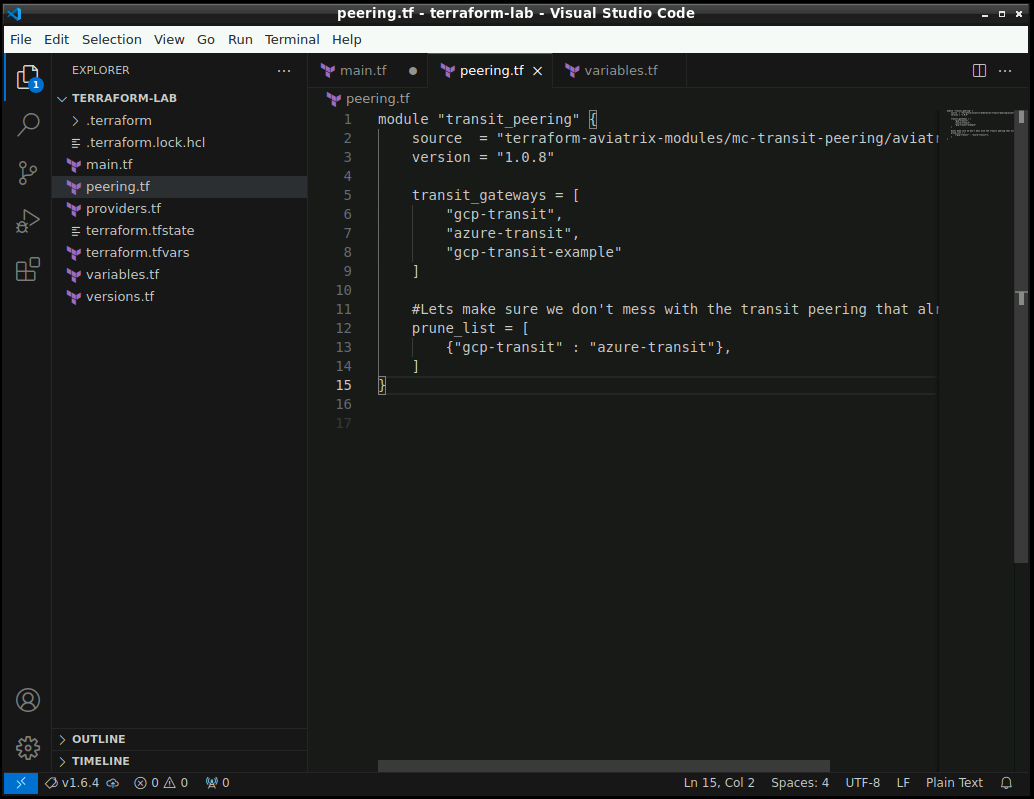 peering.tf - terraform-lab - Visual Studio Code
File Edit Selection View Go Run Terminal Help
EXPLORER
TERRAFORM-LAB
.terraform
.terraform.lock.hcl
main.tf
peering.tf
providers.tf
terraform.tfstate
terraform.tfvars
variables.tf
versions.tf
OUTLINE
TIMELINE
1
main.tf peering.tf variables.tf
peering.tf
1 module "transit_peering" {
2 source  = "terraform-aviatrix-modules/mc-transit-peering/aviatr
3 version = "1.0.8"
4
5 transit_gateways = [
6 "gcp-transit",
7 "azure-transit",
8 "gcp-transit-example"
9 ]
10
11 #Lets make sure we don't mess with the transit peering that alr
12 prune_list = [
13 {"gcp-transit" : "azure-transit"},
14 ]
15 }
16
17
v1.6.4 0 0 0 Ln 15, Col 2 Spaces: 4 UTF-8 LF Plain Text